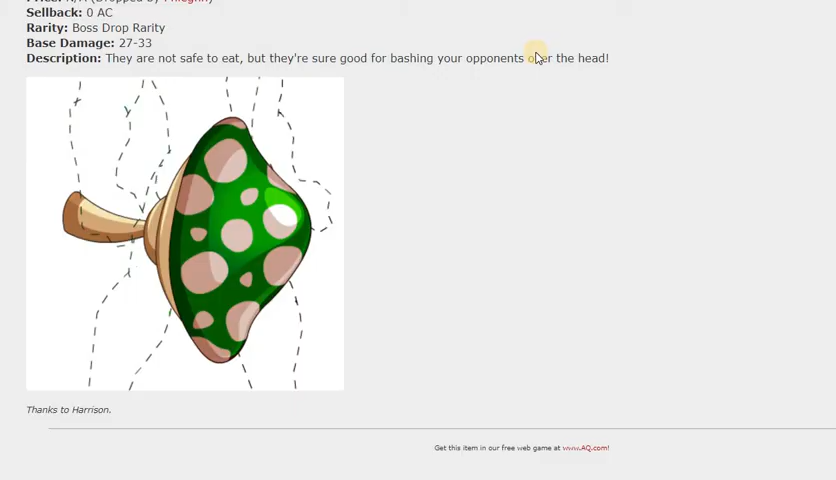 Sellback: 0 AC
Rarity: Boss Drop Rarity
Base Damage: 27-33
Description: They are not safe to eat, but they're sure good for bashing your opponents over the head!
Thanks to Harrison.
Get this item in our free web game at www.AQ.com!